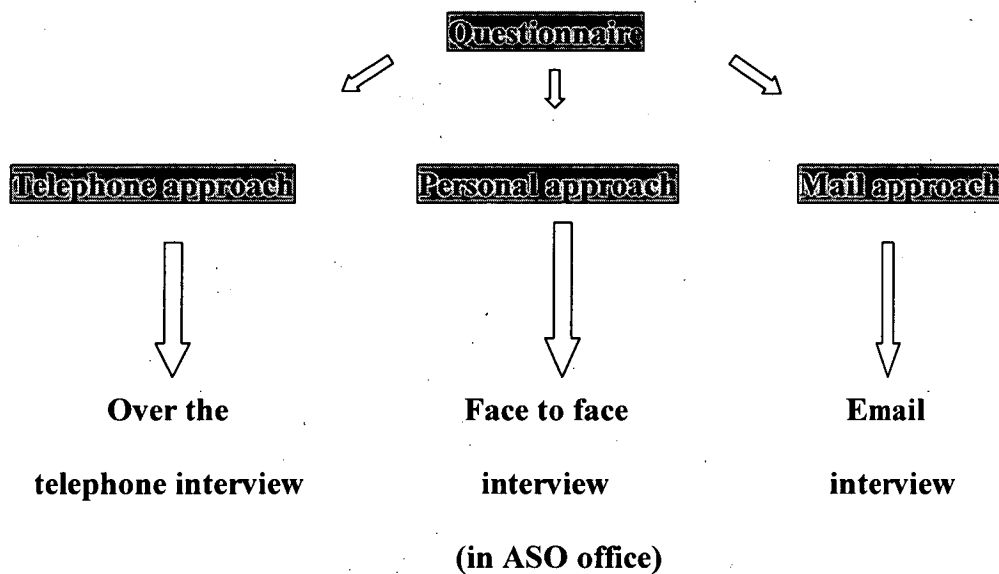 Questionnaire
Telephone approach
Personal approach
Mail approach
Over the
telephone interview
Face to face
interview
(in ASO office)
Email
interview